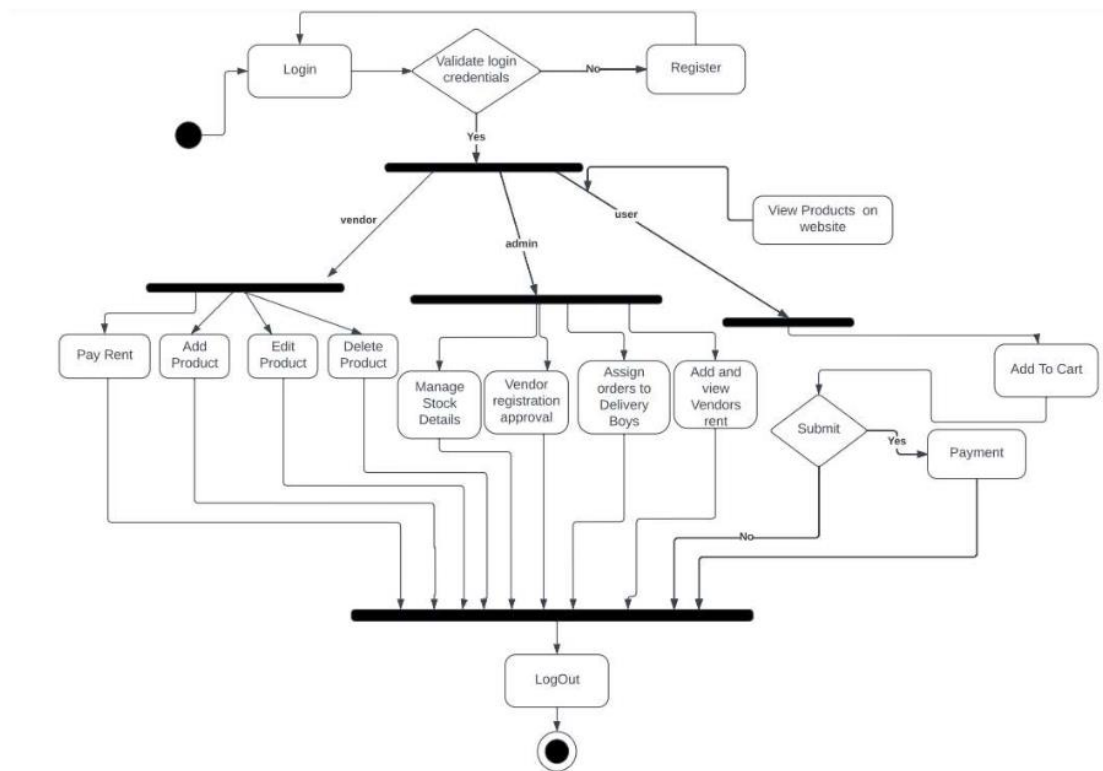 Login
Validate login
credentials
No
Register
Yes
View Products on
website
vendor
user
admin
Pay Rent
Add
Product
Edit
Product
Delete
Product
Manage
Stock
Details
Vendor
registration
approval
Assign
orders to
Delivery
Boys
Add and
view
Vendors
rent
Add To Cart
Submit
Yes
Payment
No
LogOut